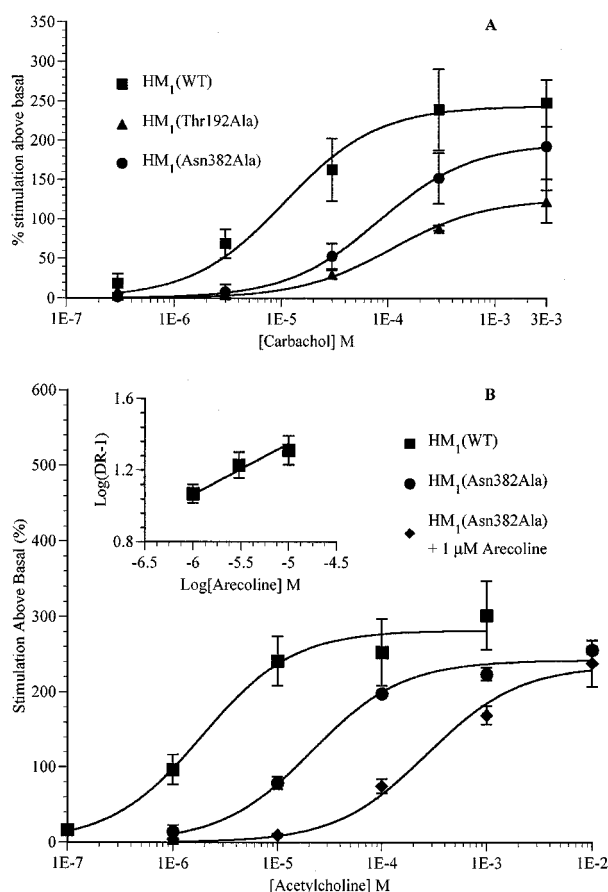 A
350
300
250
200
150
100
50
0
% stimulation above basal
HM1(WT)
HM1(Thr192Ala)
HM1(Asn382Ala)
1E-7 1E-6 1E-5 1E-4 1E-3 3E-3
[Carbachol] M
B
600
500
400
300
200
100
0
Stimulation Above Basal (%)
1.6
1.2
0.8
Log(DR-1)
-6.5 -6 -5.5 -5 -4.5
Log[Arecoline] M
HM1(WT)
HM1(Asn382Ala)
HM1(Asn382Ala)
+ 1 μM Arecoline
1E-7 1E-6 1E-5 1E-4 1E-3 1E-2
[Acetylcholine] M